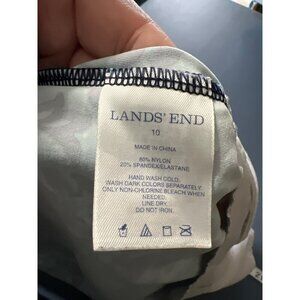 LANDS' END
10
MADE IN CHINA
80% NYLON
20% SPANDEX/ELASTANE
HAND WASH COLD.
WASH DARK COLORS SEPARATELY.
ONLY NON-CHLORINE BLEACH WHEN
NEEDED.
LINE DRY.
DO NOT IRON.